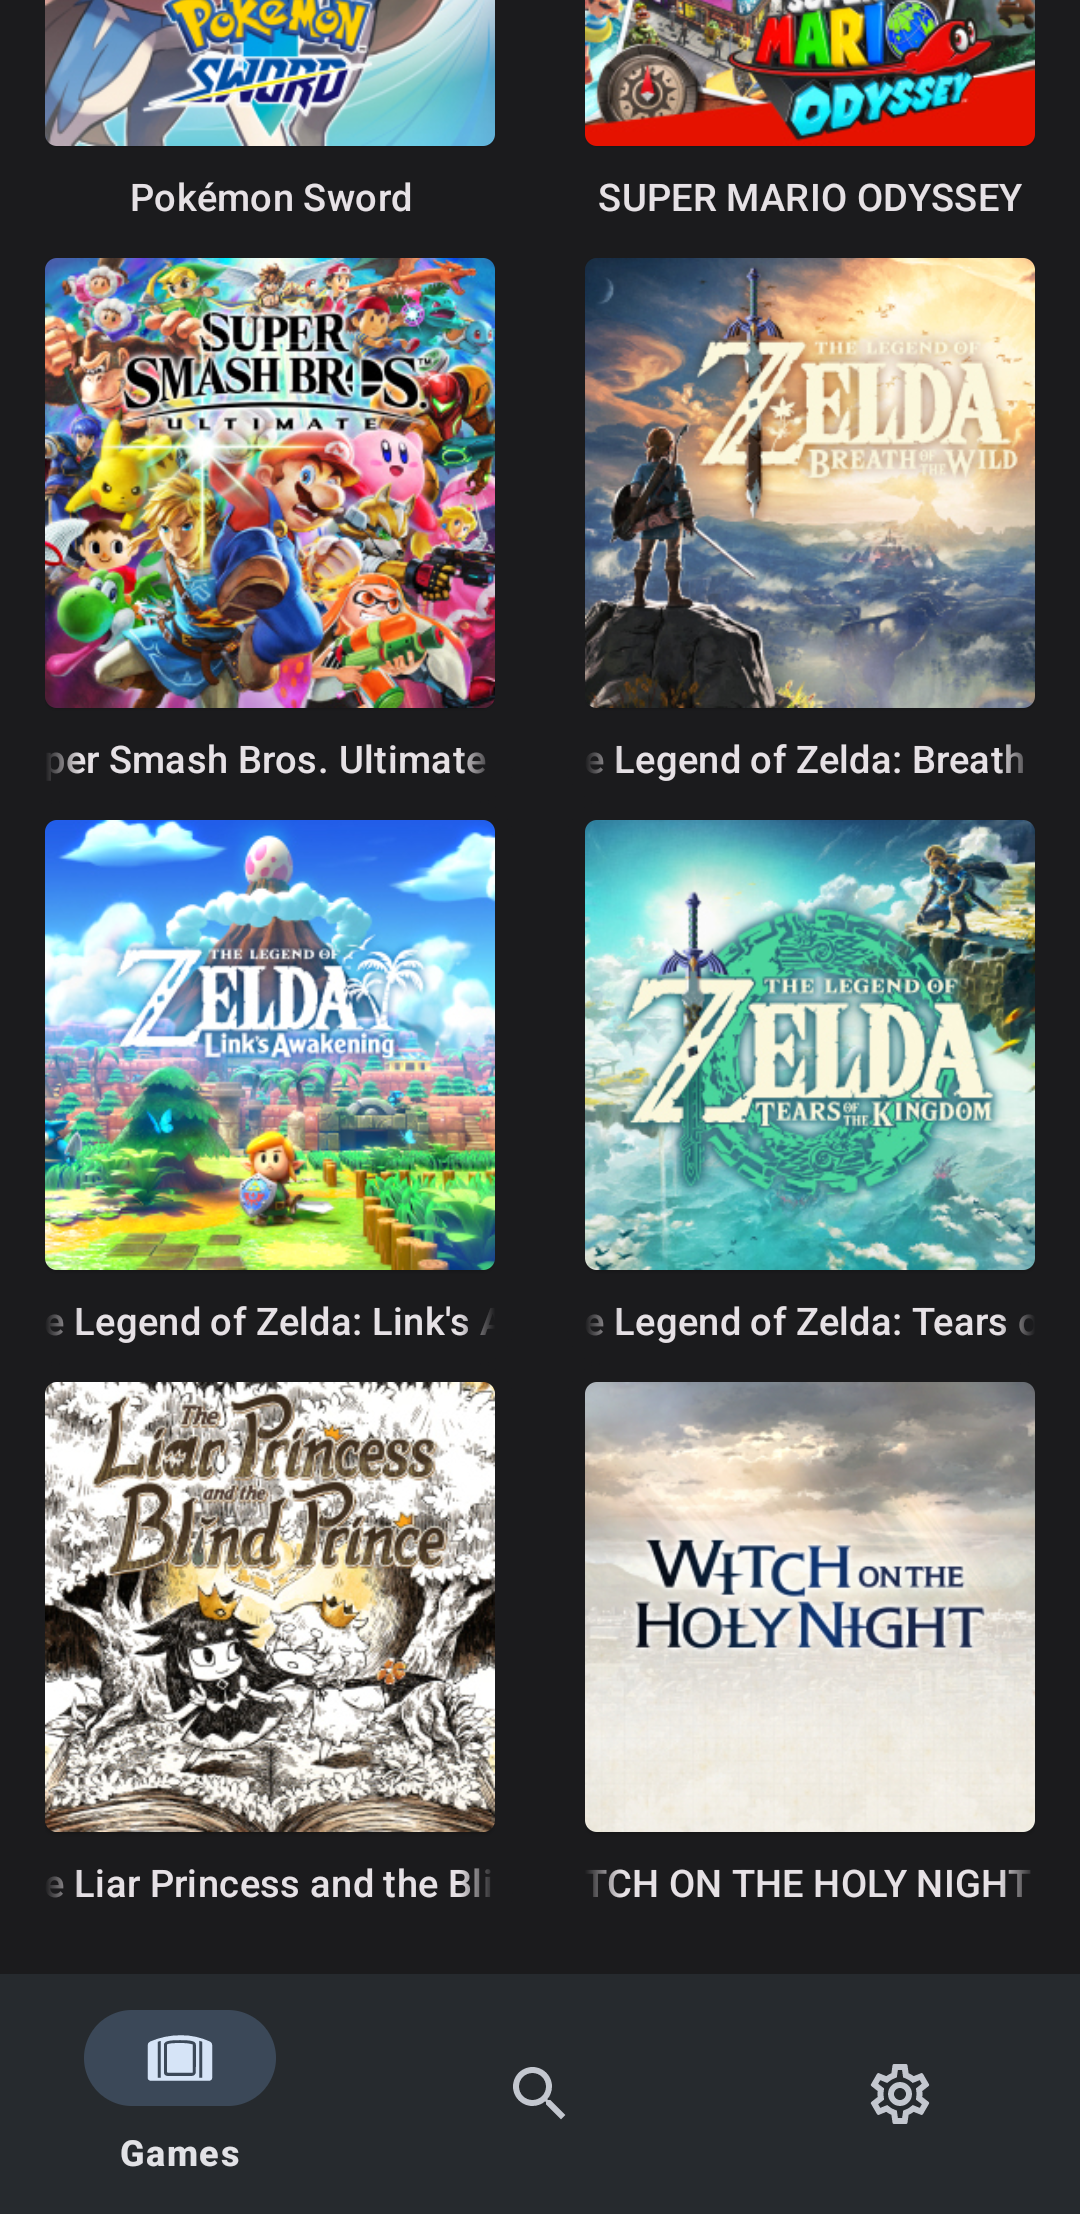 POKÉMON
SWORD
SUPER
MARIO
ODYSSEY
Pokémon Sword
SUPER MARIO ODYSSEY
SUPER
SMASH BROS.™
ULTIMATE
THE LEGEND OF
ZELDA
BREATH OF THE WILD
per Smash Bros. Ultimate
e Legend of Zelda: Breath
THE LEGEND OF
ZELDA
Link's Awakening
THE LEGEND OF
ZELDA
TEARS OF THE KINGDOM
e Legend of Zelda: Link's A
e Legend of Zelda: Tears o
The
Liar Princess
and the
Blind Prince
WITCH ON THE
HOLY NIGHT
e Liar Princess and the Bli
TCH ON THE HOLY NIGHT
Games